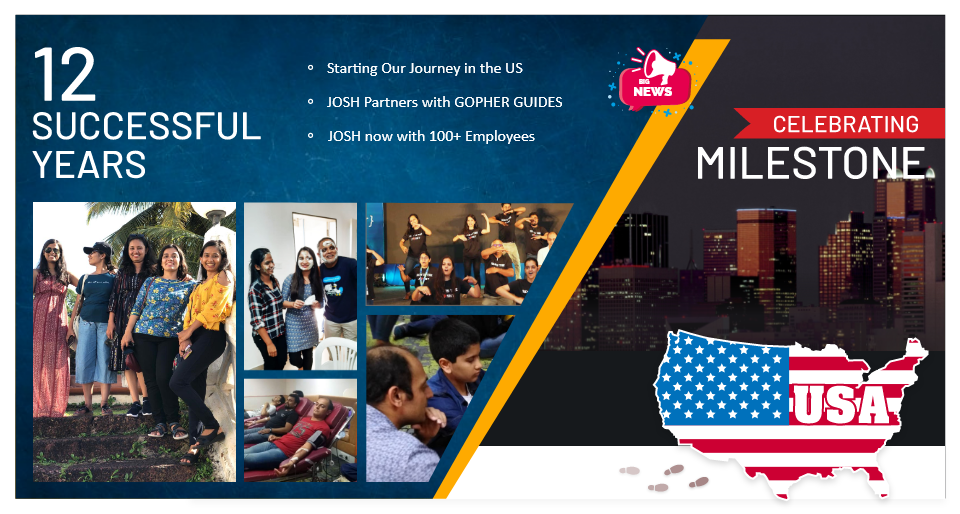 12
SUCCESSFUL
YEARS
Starting Our Journey in the US
JOSH Partners with GOPHER GUIDES
JOSH now with 100+ Employees
BIG
NEWS
CELEBRATING
MILESTONE
USA